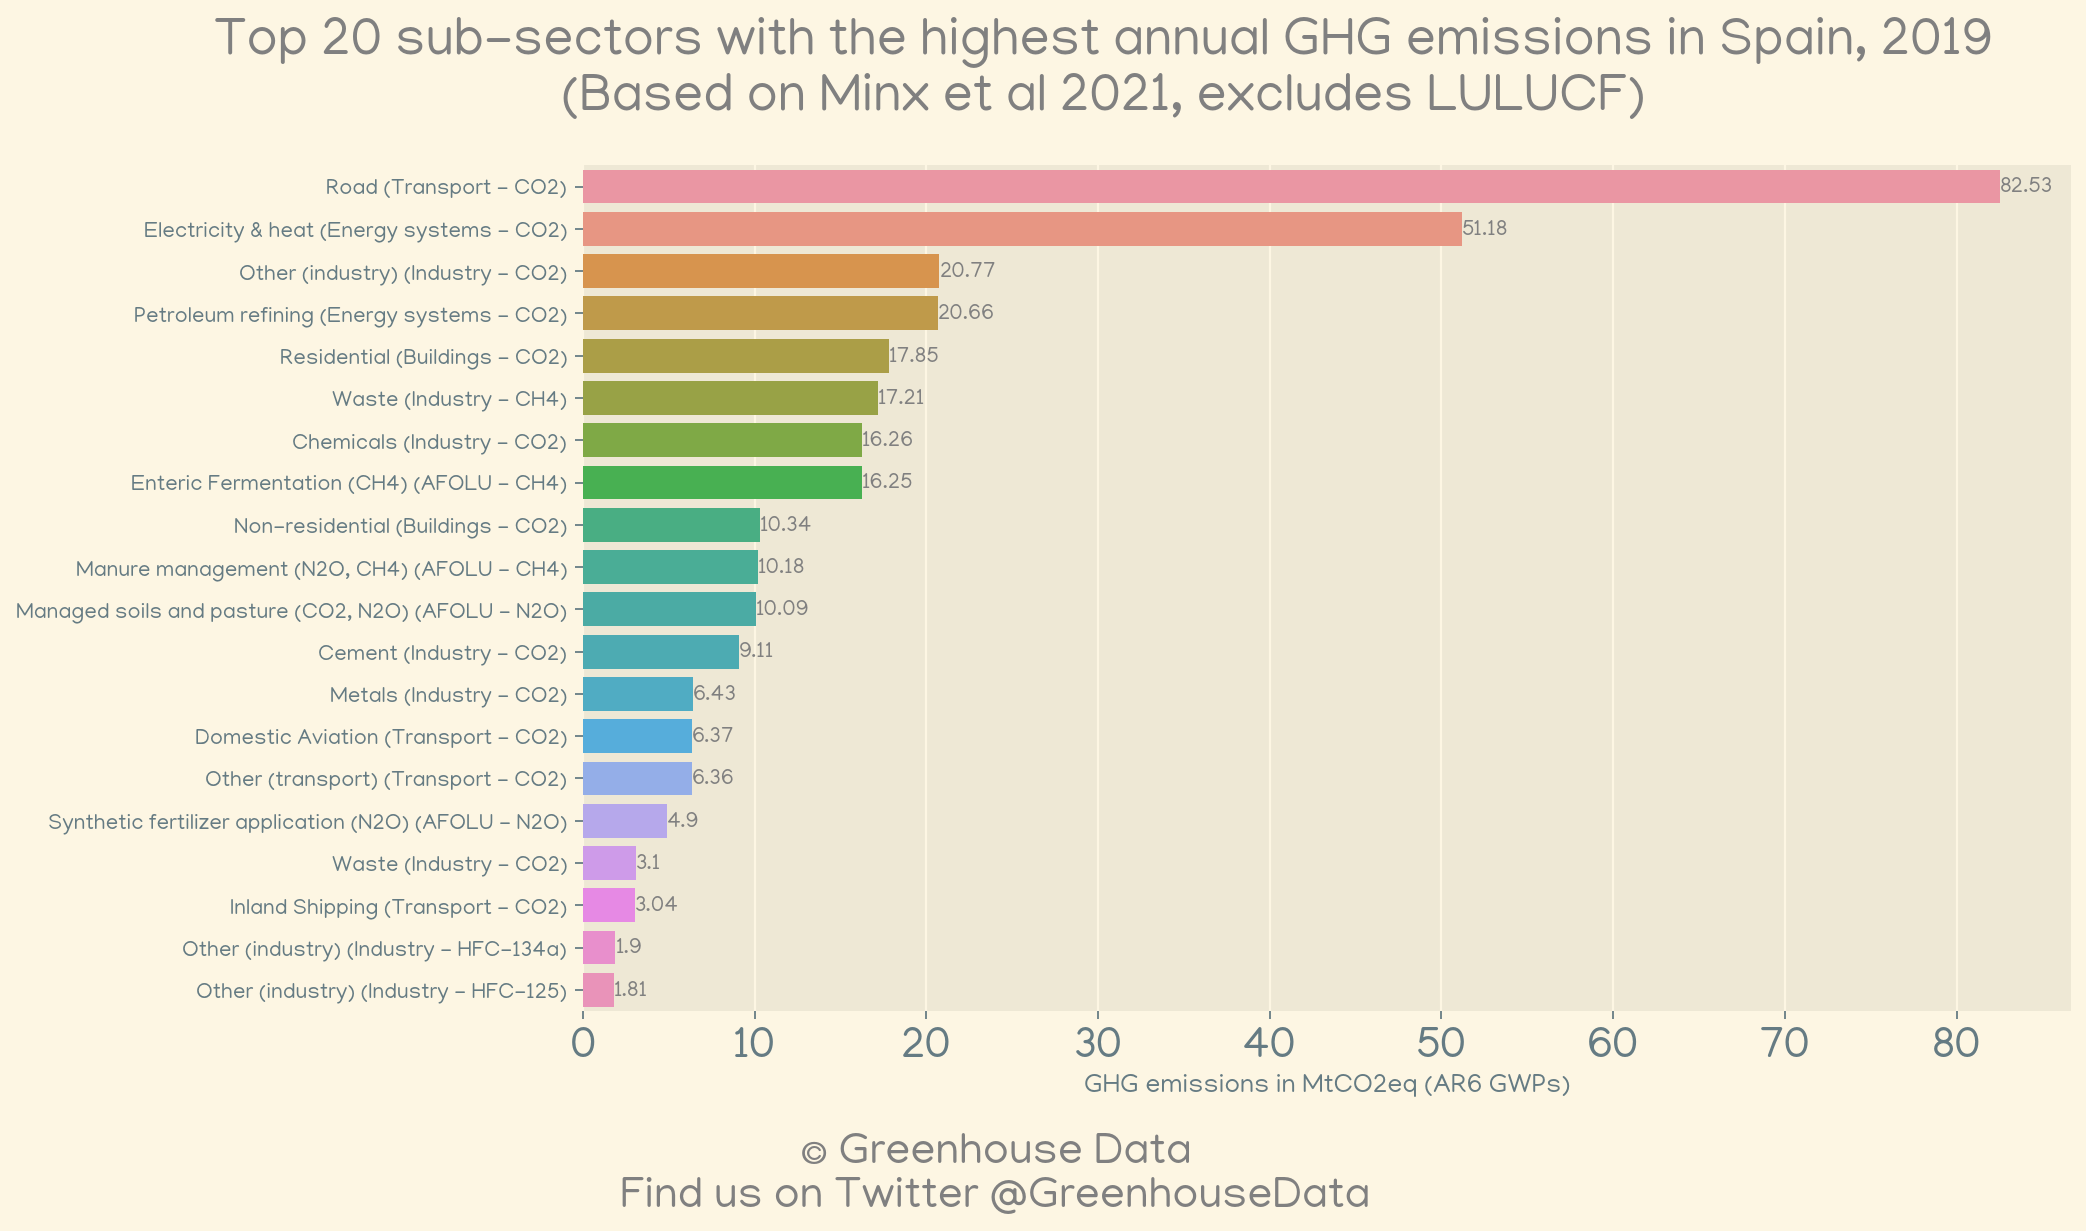 Top 20 sub-sectors with the highest annual GHG emissions in Spain, 2019
(Based on Minx et al 2021, excludes LULUCF)
Road (Transport - CO2) 82.53
Electricity & heat (Energy systems - CO2) 51.18
Other (industry) (Industry - CO2) 20.77
Petroleum refining (Energy systems - CO2) 20.66
Residential (Buildings - CO2) 17.85
Waste (Industry - CH4) 17.21
Chemicals (Industry - CO2) 16.26
Enteric Fermentation (CH4) (AFOLU - CH4) 16.25
Non-residential (Buildings - CO2) 10.34
Manure management (N2O, CH4) (AFOLU - CH4) 10.18
Managed soils and pasture (CO2, N2O) (AFOLU - N2O) 10.09
Cement (Industry - CO2) 9.11
Metals (Industry - CO2) 6.43
Domestic Aviation (Transport - CO2) 6.37
Other (transport) (Transport - CO2) 6.36
Synthetic fertilizer application (N2O) (AFOLU - N2O) 4.9
Waste (Industry - CO2) 3.1
Inland Shipping (Transport - CO2) 3.04
Other (industry) (Industry - HFC-134a) 1.9
Other (industry) (Industry - HFC-125) 1.81
0 10 20 30 40 50 60 70 80
GHG emissions in MtCO2eq (AR6 GWPs)
© Greenhouse Data
Find us on Twitter @GreenhouseData